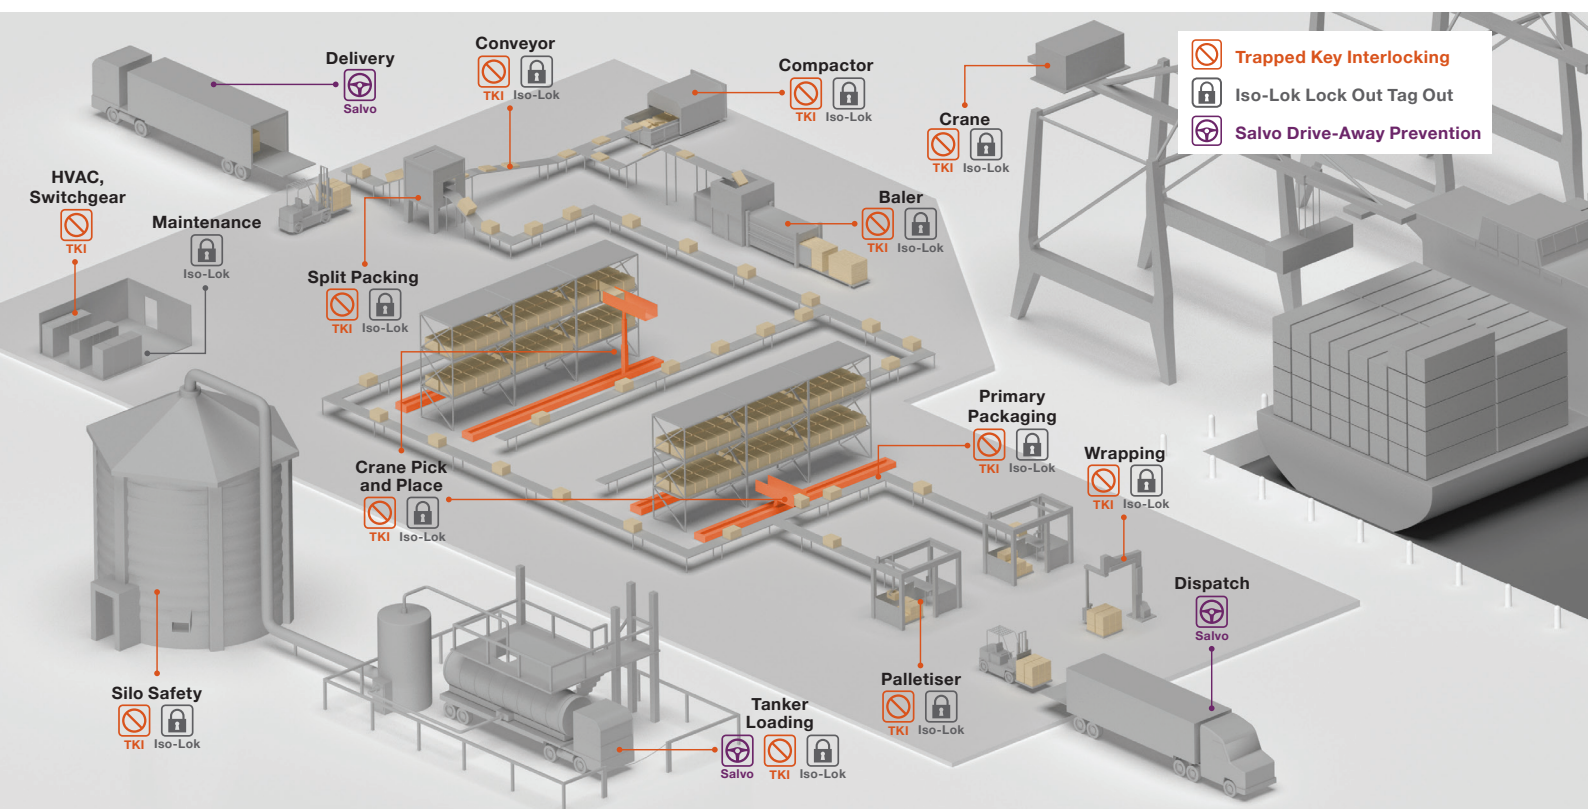 Delivery
Salvo
Conveyor
TKI Iso-Lok
Compactor
TKI Iso-Lok
Crane
TKI Iso-Lok
Trapped Key Interlocking
Iso-Lok Lock Out Tag Out
Salvo Drive-Away Prevention
HVAC,
Switchgear
TKI
Maintenance
Iso-Lok
Split Packing
TKI Iso-Lok
Baler
TKI Iso-Lok
Crane Pick
and Place
TKI Iso-Lok
Primary
Packaging
TKI Iso-Lok
Wrapping
TKI Iso-Lok
Dispatch
Salvo
Silo Safety
TKI Iso-Lok
Tanker
Loading
Salvo TKI Iso-Lok
Palletiser
TKI Iso-Lok